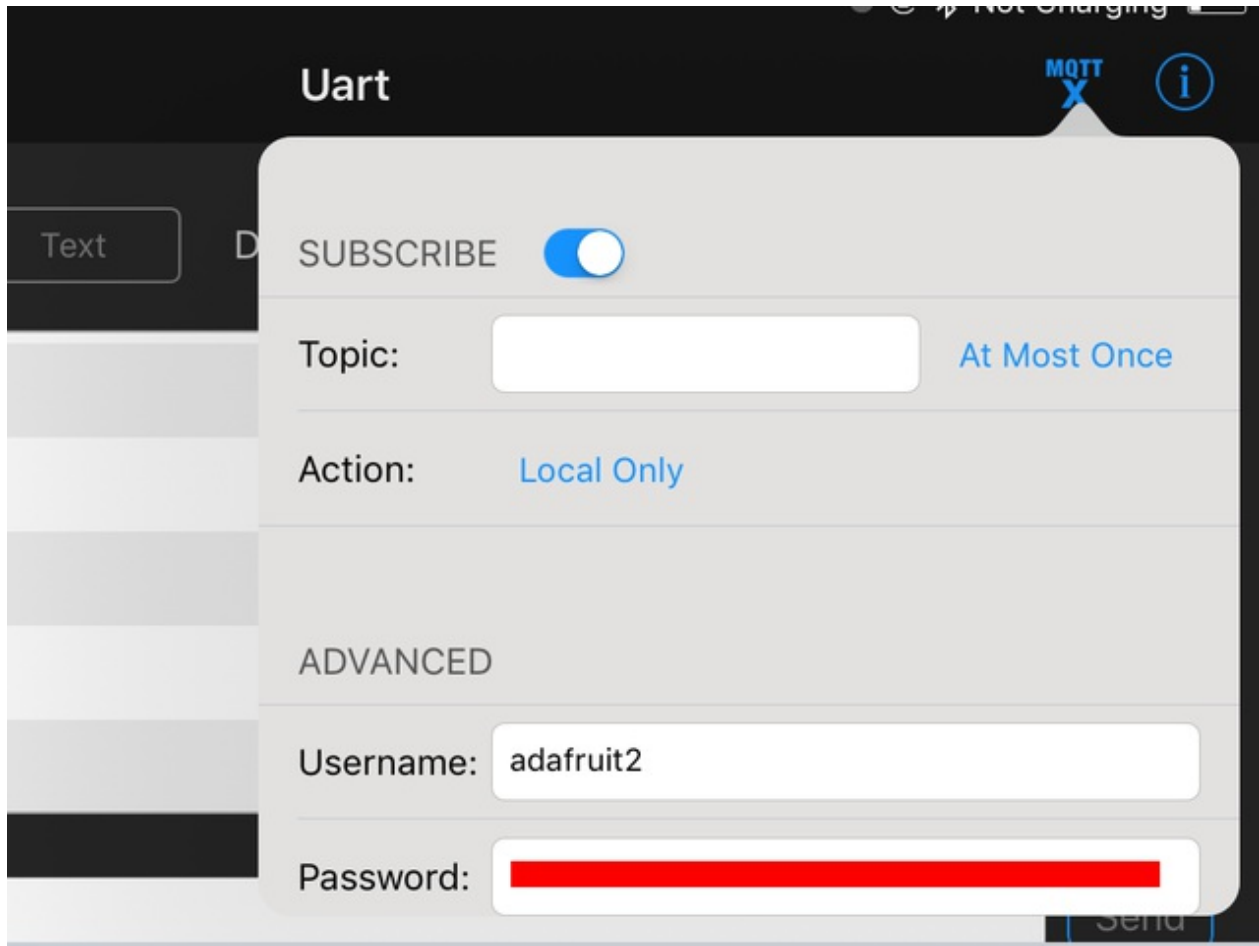 Not Charging
Uart
MQTT
X
i
Text
D
SUBSCRIBE
Topic:
At Most Once
Action:
Local Only
ADVANCED
Username:
adafruit2
Password:
Send